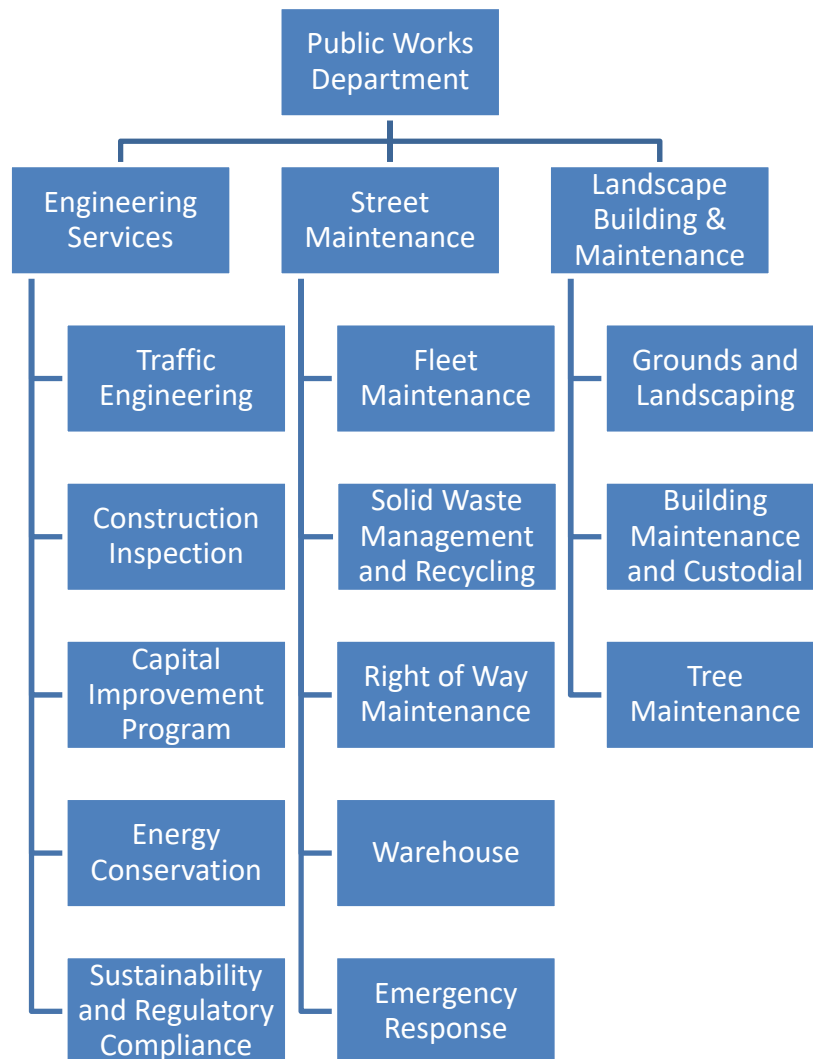 Public Works
Department
Engineering
Services
Street
Maintenance
Landscape
Building &
Maintenance
Traffic
Engineering
Fleet
Maintenance
Grounds and
Landscaping
Construction
Inspection
Solid Waste
Management
and Recycling
Building
Maintenance
and Custodial
Capital
Improvement
Program
Right of Way
Maintenance
Tree
Maintenance
Energy
Conservation
Warehouse
Sustainability
and Regulatory
Compliance
Emergency
Response